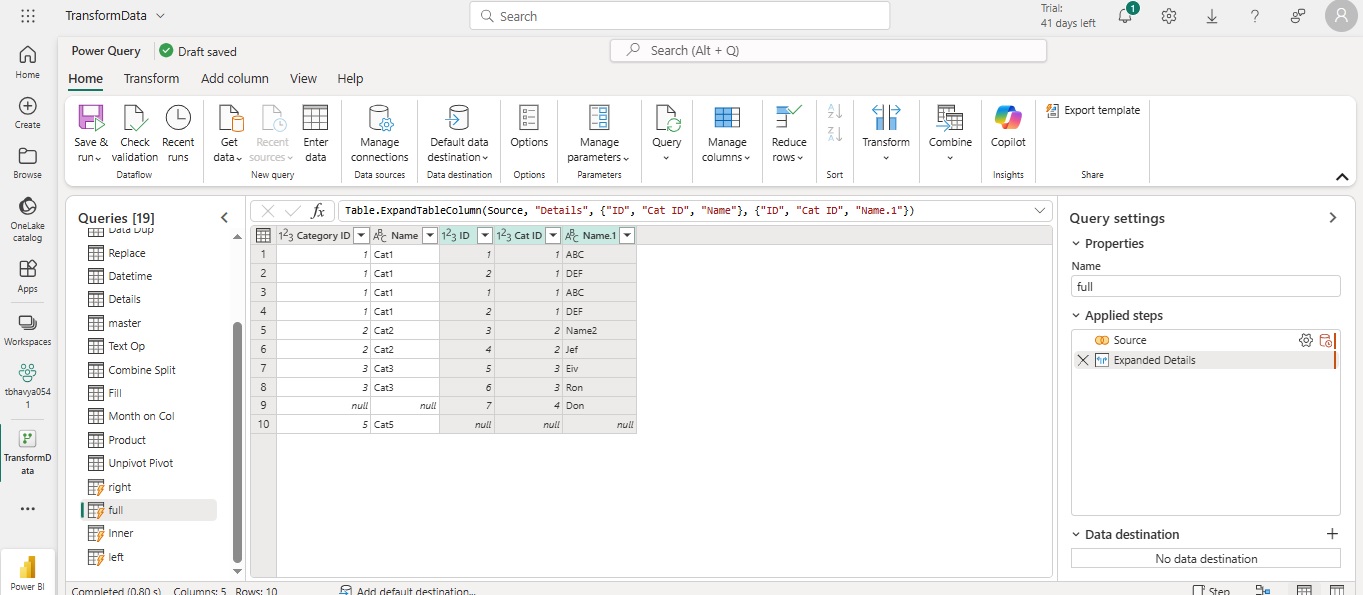 TransformData
Search
Trial:
41 days left
1
Power Query
Draft saved
Search (Alt + Q)
Home
Transform
Add column
View
Help
Save & run
Check validation
Recent runs
Dataflow
Get data
Recent sources
Enter data
New query
Manage connections
Data sources
Default data destination
Data destination
Options
Options
Manage parameters
Parameters
Query
Manage columns
Reduce rows
Sort
Transform
Combine
Copilot
Insights
Export template
Share
Home
Create
Browse
OneLake catalog
Apps
Workspaces
tbhavya054
1
TransformD
ata
Power BI
Queries [19]
Data Dup
Replace
Datetime
Details
master
Text Op
Combine Split
Fill
Month on Col
Product
Unpivot Pivot
right
full
Inner
left
fx Table.ExpandTableColumn(Source, "Details", {"ID", "Cat ID", "Name"}, {"ID", "Cat ID", "Name.1"})
123 Category ID ABC Name 123 ID 123 Cat ID ABC Name.1
1 1 Cat1 1 1 ABC
2 1 Cat1 2 1 DEF
3 1 Cat1 1 1 ABC
4 1 Cat1 2 1 DEF
5 2 Cat2 3 2 Name2
6 2 Cat2 4 2 Jef
7 3 Cat3 5 3 Eiv
8 3 Cat3 6 3 Ron
9 null null 7 4 Don
10 5 Cat5 null null null
Query settings
Properties
Name
full
Applied steps
Source
Expanded Details
Data destination
No data destination
Completed (0.80 s) Columns: 5 Rows: 10
Add default destination...
Step